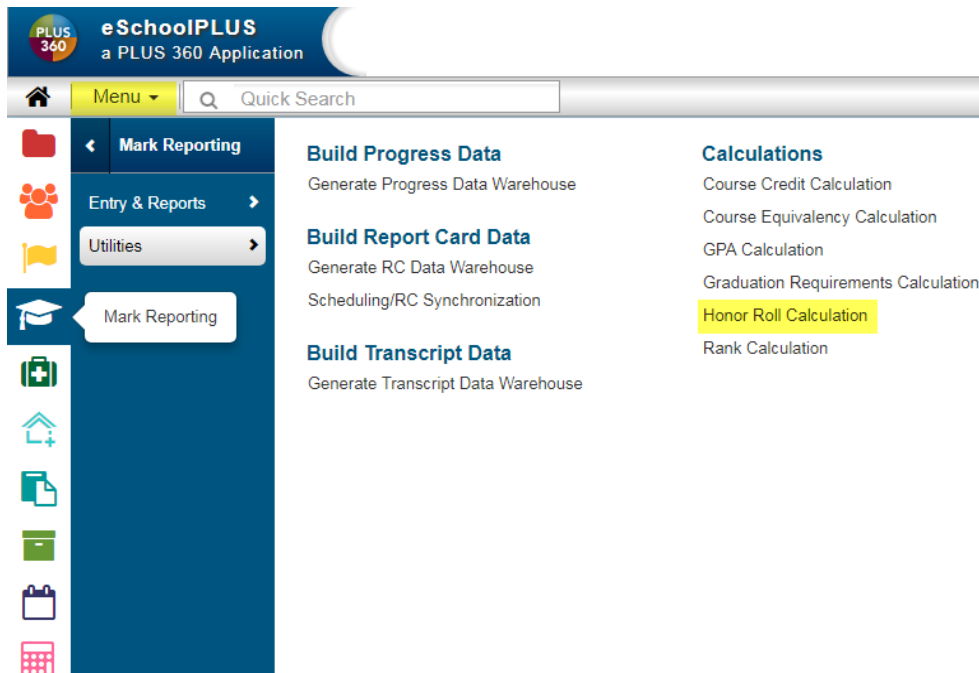 PLUS
360
eSchoolPLUS
a PLUS 360 Application
Menu
Quick Search
Mark Reporting
Entry & Reports
Utilities
Mark Reporting
Build Progress Data
Generate Progress Data Warehouse
Build Report Card Data
Generate RC Data Warehouse
Scheduling/RC Synchronization
Build Transcript Data
Generate Transcript Data Warehouse
Calculations
Course Credit Calculation
Course Equivalency Calculation
GPA Calculation
Graduation Requirements Calculation
Honor Roll Calculation
Rank Calculation